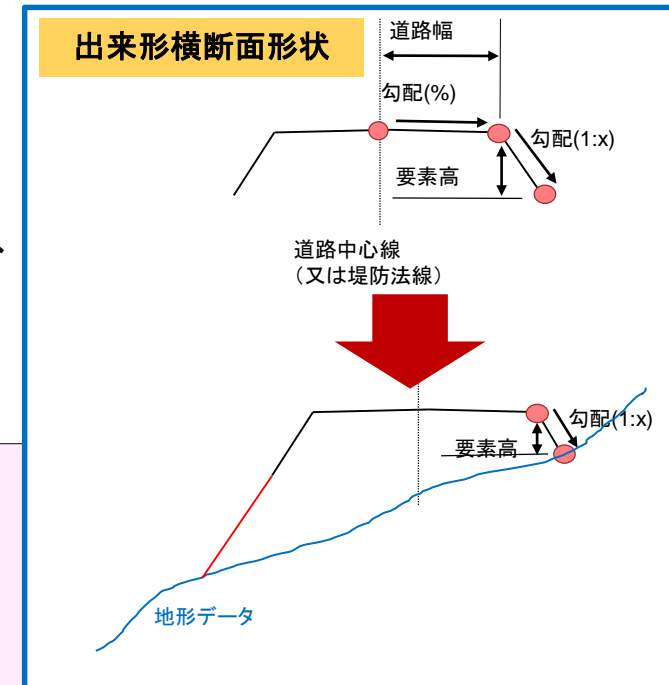 出来形横断面形状
道路幅
勾配(%)
勾配(1:x)
要素高
道路中心線
（又は堤防法線）
勾配(1:x)
要素高
地形データ